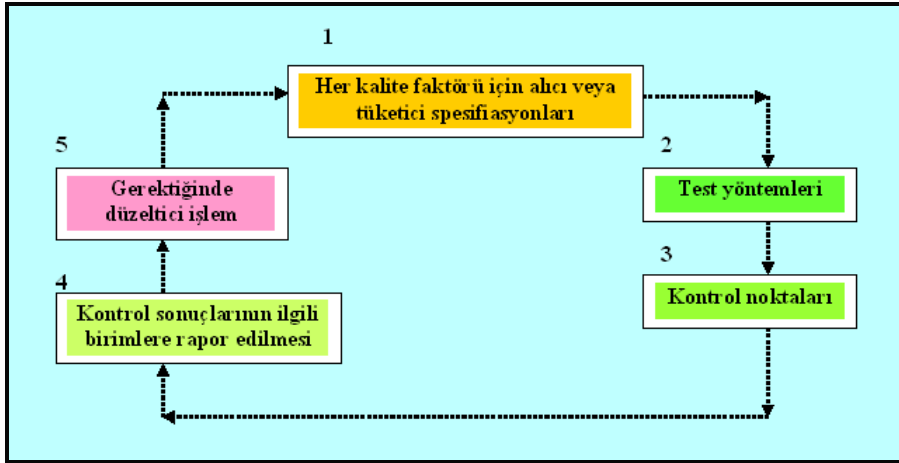 1
Her kalite faktörü için alıcı veya
tüketici spesifiasyonları
2
Test yöntemleri
3
Kontrol noktaları
4
Kontrol sonuçlarının ilgili
birimlere rapor edilmesi
5
Gerektiğinde
düzeltici işlem